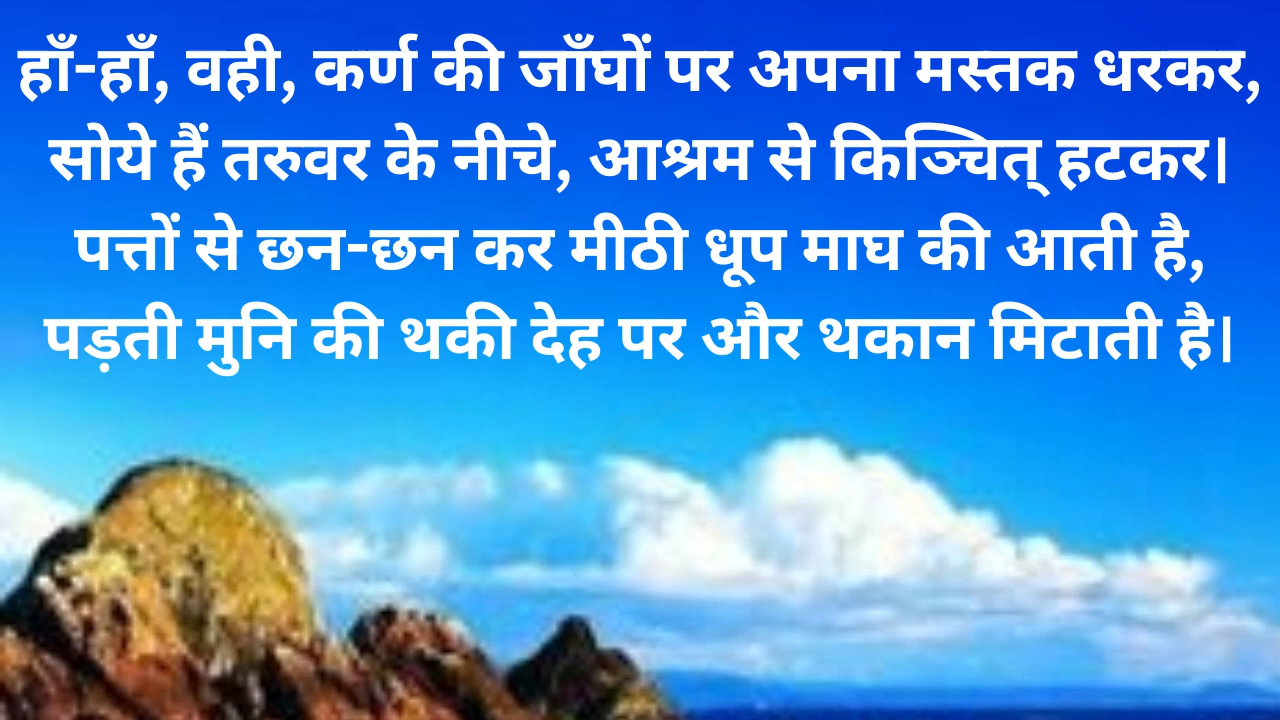 हाँ-हाँ, वही, कर्ण की जाँघों पर अपना मस्तक धरकर,
सोये हैं तरुवर के नीचे, आश्रम से किञ्चित् हटकर।
पत्तों से छन-छन कर मीठी धूप माघ की आती है,
पड़ती मुनि की थकी देह पर और थकान मिटाती है।